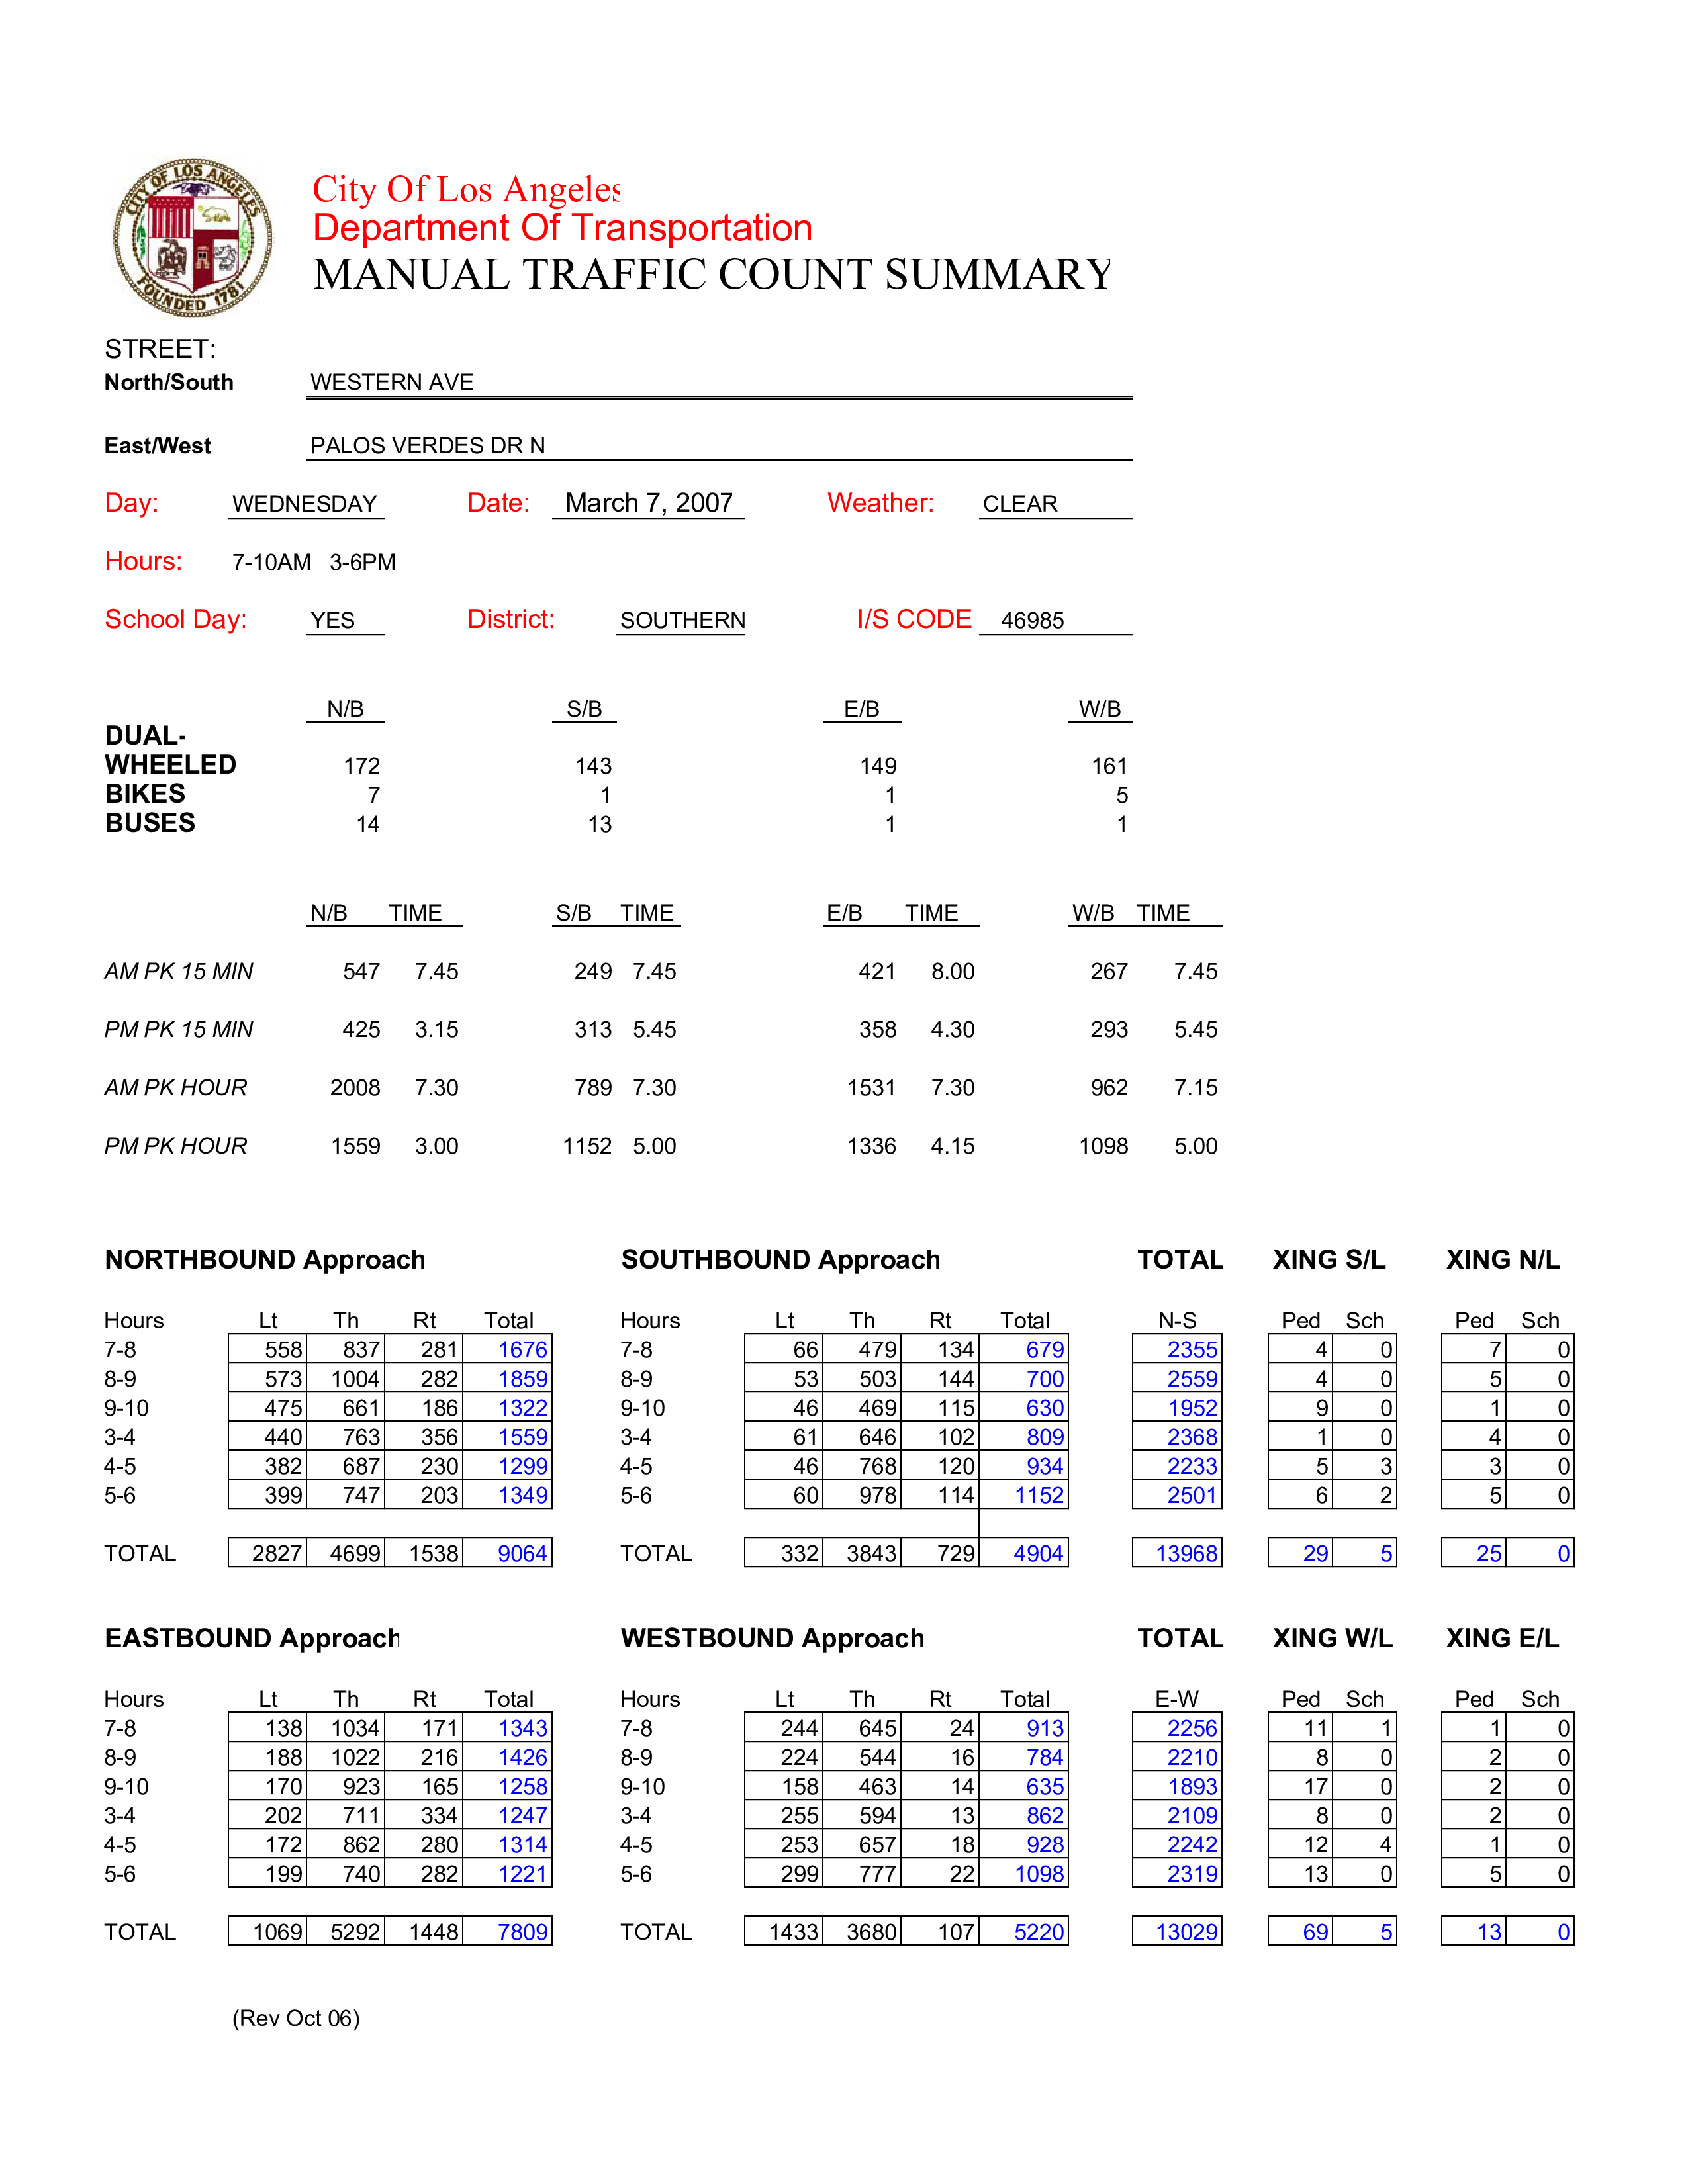 CITY OF LOS ANGELES
FOUNDED 1781
City Of Los Angeles
Department Of Transportation
MANUAL TRAFFIC COUNT SUMMARY
STREET:
North/South WESTERN AVE
East/West PALOS VERDES DR N
Day: WEDNESDAY Date: March 7, 2007 Weather: CLEAR
Hours: 7-10AM 3-6PM
School Day: YES District: SOUTHERN I/S CODE 46985
N/B S/B E/B W/B
DUAL-
WHEELED 172 143 149 161
BIKES 7 1 1 5
BUSES 14 13 1 1
N/B TIME S/B TIME E/B TIME W/B TIME
AM PK 15 MIN 547 7.45 249 7.45 421 8.00 267 7.45
PM PK 15 MIN 425 3.15 313 5.45 358 4.30 293 5.45
AM PK HOUR 2008 7.30 789 7.30 1531 7.30 962 7.15
PM PK HOUR 1559 3.00 1152 5.00 1336 4.15 1098 5.00
NORTHBOUND Approach SOUTHBOUND Approach TOTAL XING S/L XING N/L
Hours Lt Th Rt Total Hours Lt Th Rt Total N-S Ped Sch Ped Sch
7-8 558 837 281 1676 7-8 66 479 134 679 2355 4 0 7 0
8-9 573 1004 282 1859 8-9 53 503 144 700 2559 4 0 5 0
9-10 475 661 186 1322 9-10 46 469 115 630 1952 9 0 1 0
3-4 440 763 356 1559 3-4 61 646 102 809 2368 1 0 4 0
4-5 382 687 230 1299 4-5 46 768 120 934 2233 5 3 3 0
5-6 399 747 203 1349 5-6 60 978 114 1152 2501 6 2 5 0
TOTAL 2827 4699 1538 9064 TOTAL 332 3843 729 4904 13968 29 5 25 0
EASTBOUND Approach WESTBOUND Approach TOTAL XING W/L XING E/L
Hours Lt Th Rt Total Hours Lt Th Rt Total E-W Ped Sch Ped Sch
7-8 138 1034 171 1343 7-8 244 645 24 913 2256 11 1 1 0
8-9 188 1022 216 1426 8-9 224 544 16 784 2210 8 0 2 0
9-10 170 923 165 1258 9-10 158 463 14 635 1893 17 0 2 0
3-4 202 711 334 1247 3-4 255 594 13 862 2109 8 0 2 0
4-5 172 862 280 1314 4-5 253 657 18 928 2242 12 4 1 0
5-6 199 740 282 1221 5-6 299 777 22 1098 2319 13 0 5 0
TOTAL 1069 5292 1448 7809 TOTAL 1433 3680 107 5220 13029 69 5 13 0
(Rev Oct 06)